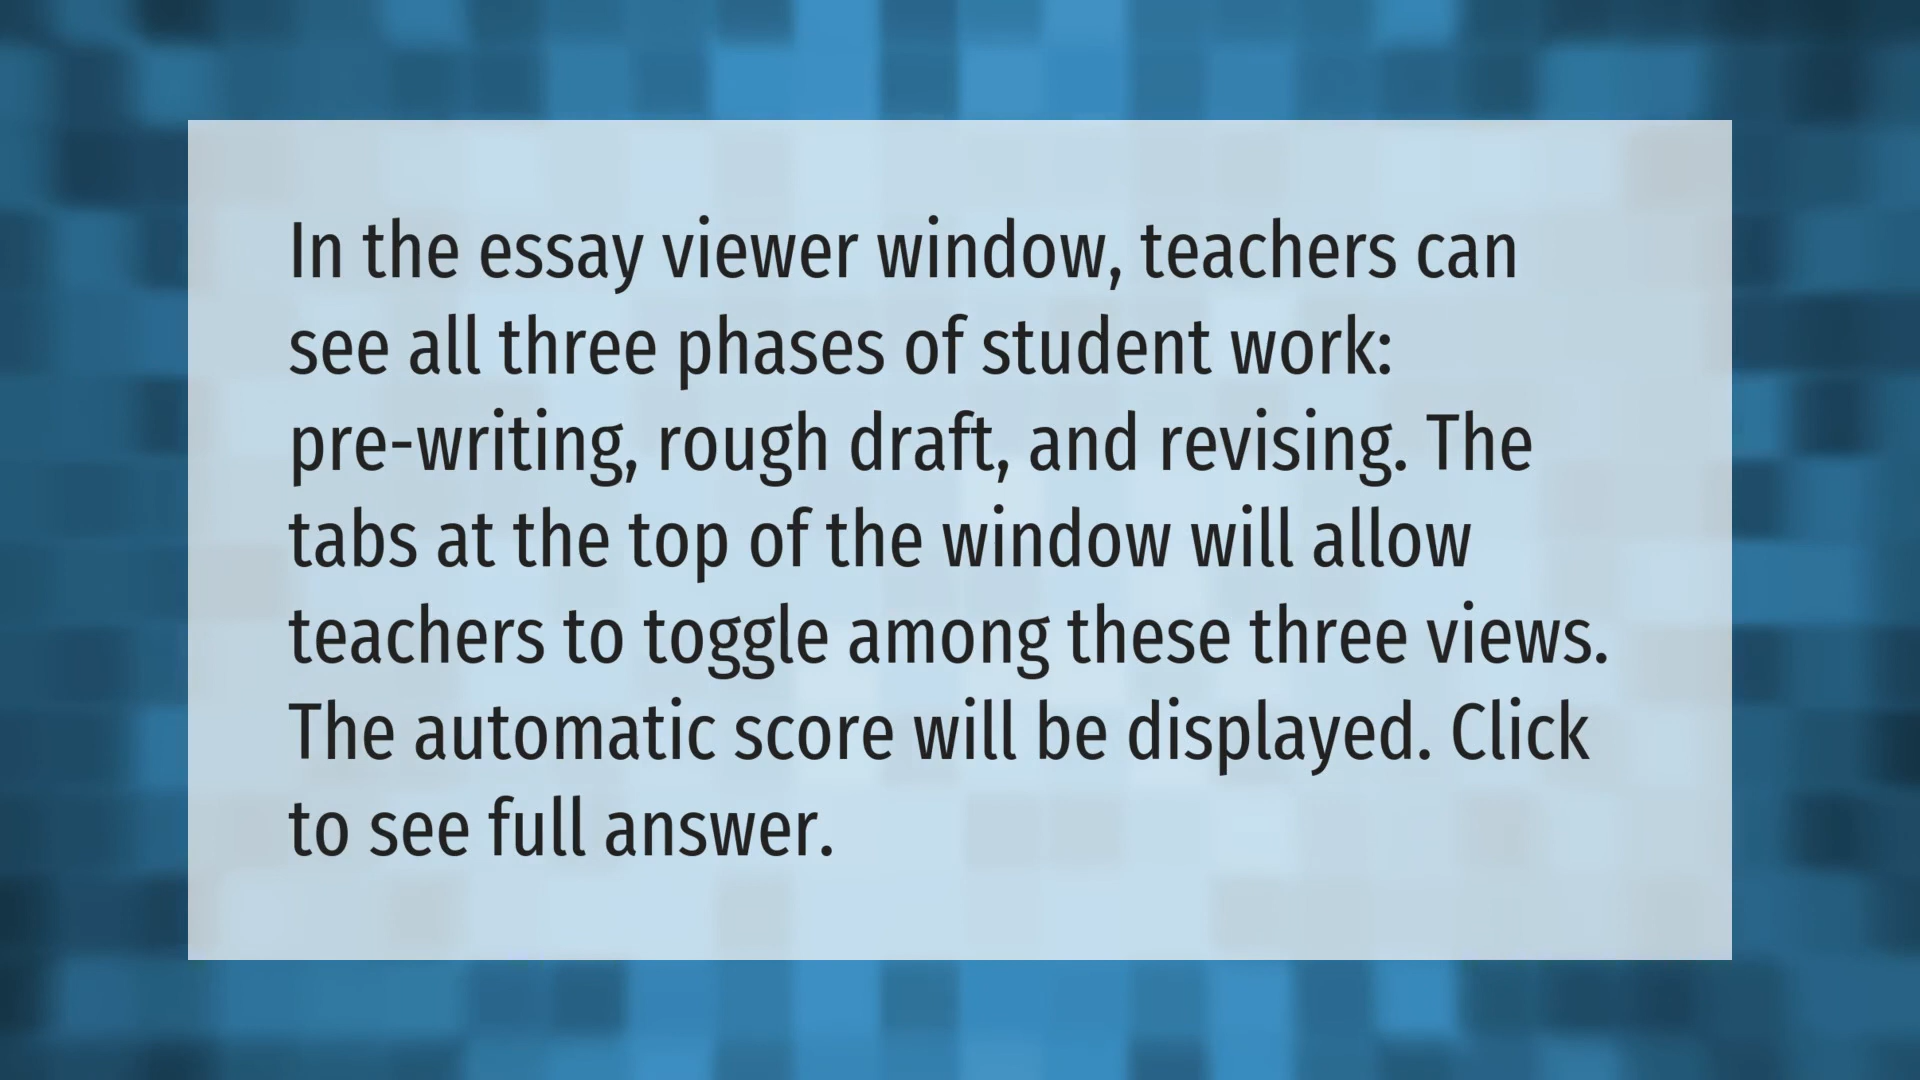 In the essay viewer window, teachers can
see all three phases of student work:
pre-writing, rough draft, and revising. The
tabs at the top of the window will allow
teachers to toggle among these three views.
The automatic score will be displayed. Click
to see full answer.